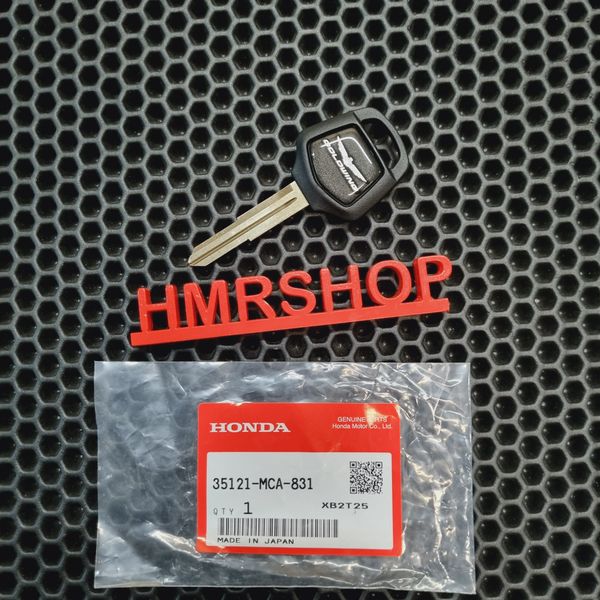 GOLDWING
HMRSHOP
GENUINE PARTS
HONDA Honda Motor Co., Ltd.
35121-MCA-831
QTY 1 XB2T25
MADE IN JAPAN